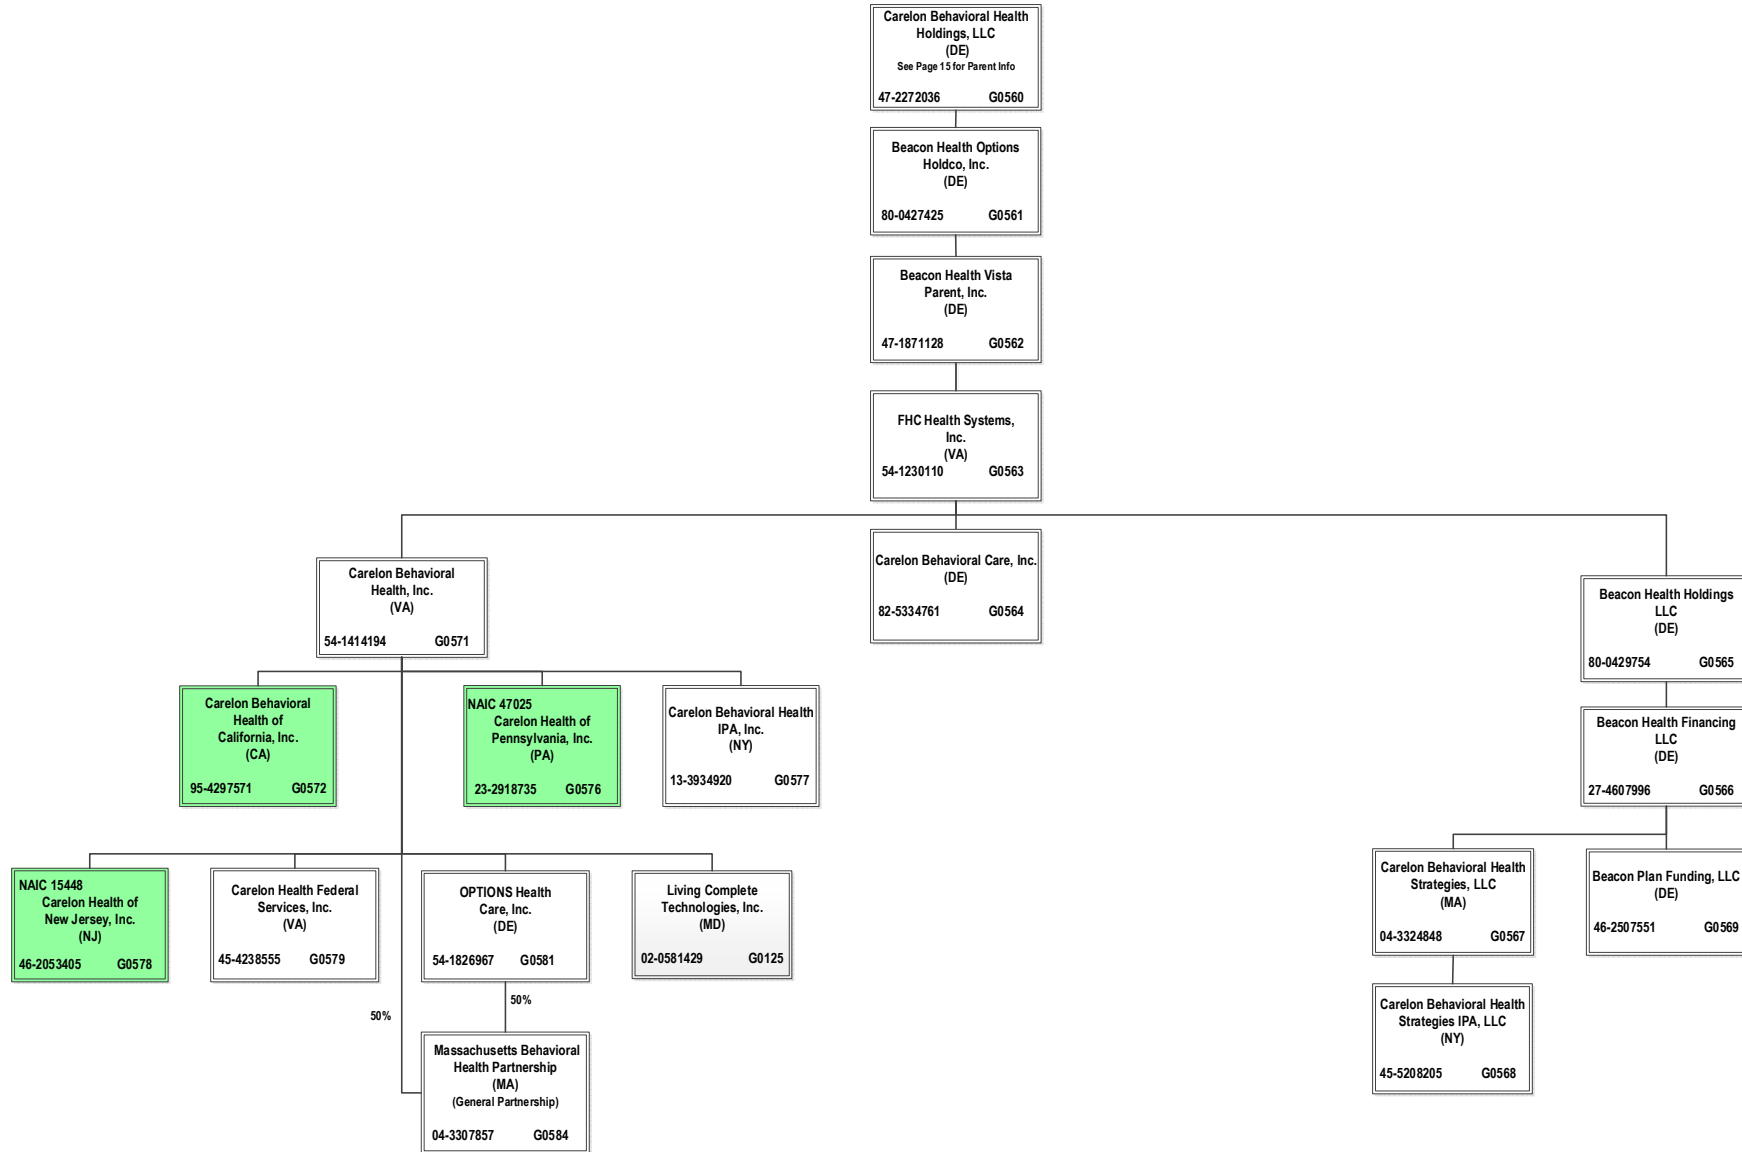 Carelon Behavioral Health
Holdings, LLC
(DE)
See Page 15 for Parent Info
47-2272036 G0560
Beacon Health Options
Holdco, Inc.
(DE)
80-0427425 G0561
Beacon Health Vista
Parent, Inc.
(DE)
47-1871128 G0562
FHC Health Systems,
Inc.
(VA)
54-1230110 G0563
Carelon Behavioral
Health, Inc.
(VA)
54-1414194 G0571
Carelon Behavioral Care, Inc.
(DE)
82-5334761 G0564
Beacon Health Holdings
LLC
(DE)
80-0429754 G0565
Carelon Behavioral
Health of
California, Inc.
(CA)
95-4297571 G0572
NAIC 47025
Carelon Health of
Pennsylvania, Inc.
(PA)
23-2918735 G0576
Carelon Behavioral Health
IPA, Inc.
(NY)
13-3934920 G0577
Beacon Health Financing
LLC
(DE)
27-4607996 G0566
NAIC 15448
Carelon Health of
New Jersey, Inc.
(NJ)
46-2053405 G0578
Carelon Health Federal
Services, Inc.
(VA)
45-4238555 G0579
OPTIONS Health
Care, Inc.
(DE)
54-1826967 G0581
Living Complete
Technologies, Inc.
(MD)
02-0581429 G0125
Carelon Behavioral Health
Strategies, LLC
(MA)
04-3324848 G0567
Beacon Plan Funding, LLC
(DE)
46-2507551 G0569
50%
50%
Massachusetts Behavioral
Health Partnership
(MA)
(General Partnership)
04-3307857 G0584
Carelon Behavioral Health
Strategies IPA, LLC
(NY)
45-5208205 G0568